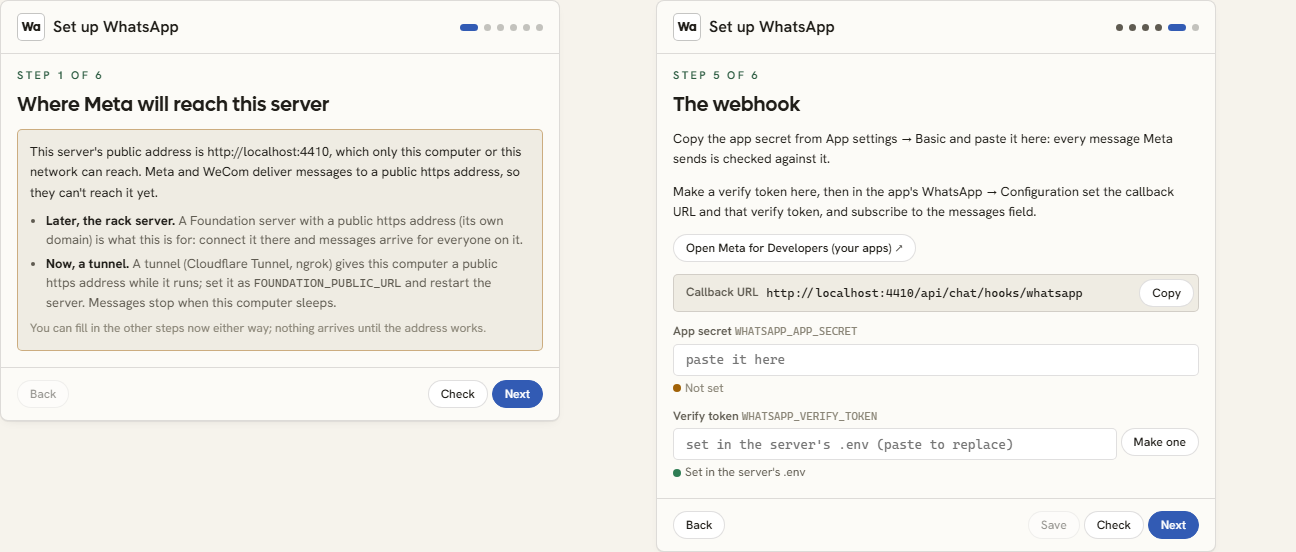 Wa Set up WhatsApp
STEP 1 OF 6
Where Meta will reach this server
This server's public address is http://localhost:4410, which only this computer or this
network can reach. Meta and WeCom deliver messages to a public https address, so
they can't reach it yet.
• Later, the rack server. A Foundation server with a public https address (its own
domain) is what this is for: connect it there and messages arrive for everyone on it.
• Now, a tunnel. A tunnel (Cloudflare Tunnel, ngrok) gives this computer a public
https address while it runs; set it as FOUNDATION_PUBLIC_URL and restart the
server. Messages stop when this computer sleeps.
You can fill in the other steps now either way; nothing arrives until the address works.
Back Check Next
Wa Set up WhatsApp
STEP 5 OF 6
The webhook
Copy the app secret from App settings → Basic and paste it here: every message Meta
sends is checked against it.
Make a verify token here, then in the app's WhatsApp → Configuration set the callback
URL and that verify token, and subscribe to the messages field.
Open Meta for Developers (your apps) ↗
Callback URL http://localhost:4410/api/chat/hooks/whatsapp Copy
App secret WHATSAPP_APP_SECRET
paste it here
Not set
Verify token WHATSAPP_VERIFY_TOKEN
set in the server's .env (paste to replace) Make one
Set in the server's .env
Back Save Check Next